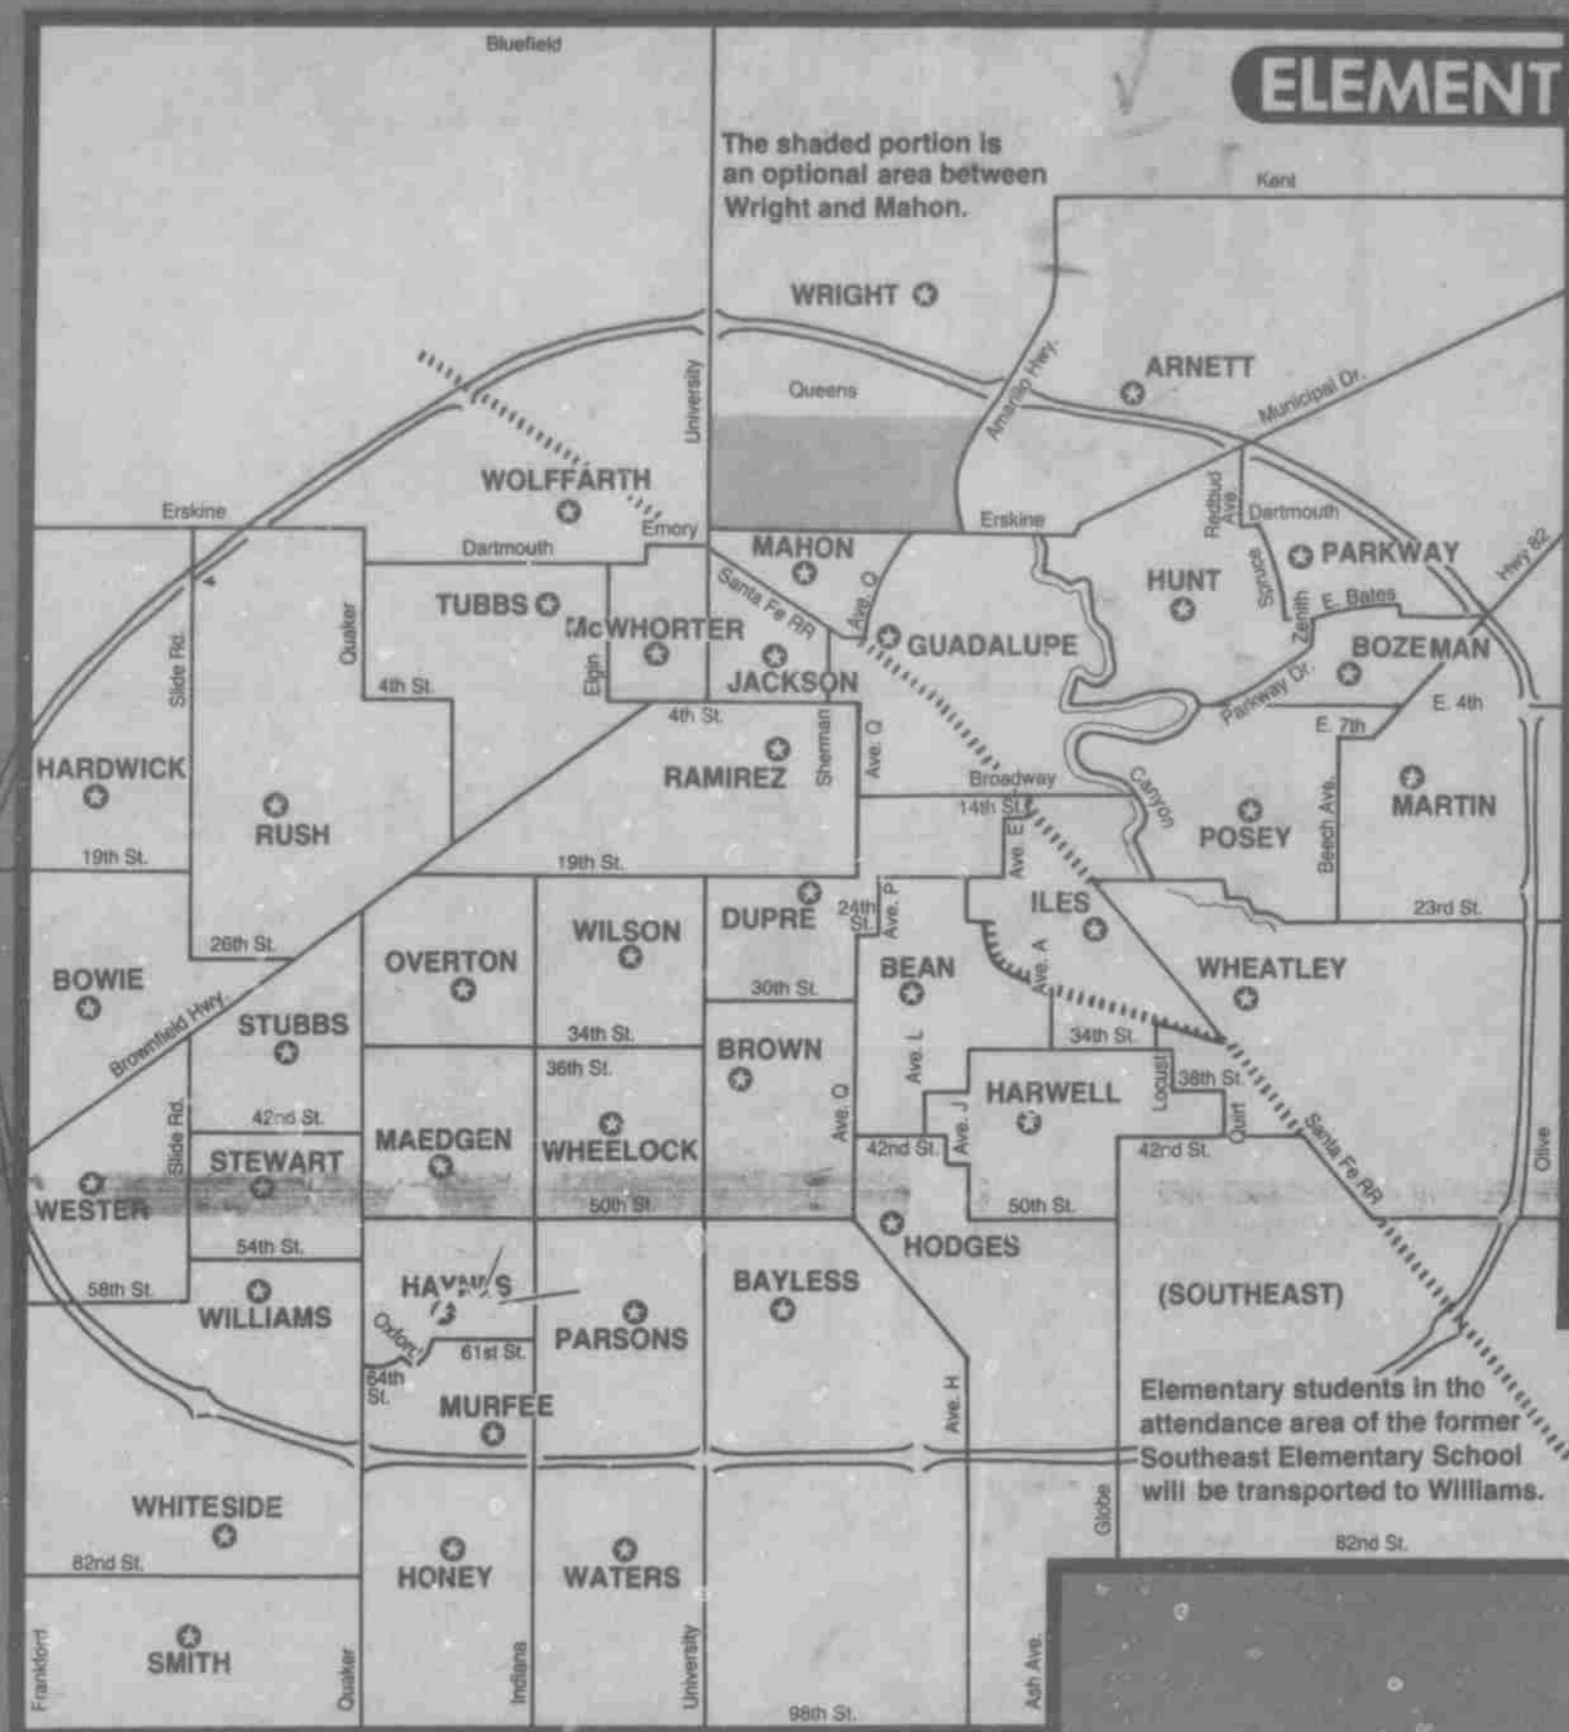 Bluefield
ELEMENT
The shaded portion is
an optional area between
Wright and Mahon.
Kent
WRIGHT
ARNETT
University
Queens
Amarillo Hwy.
Municipal Dr.
WOLFFARTH
Erskine
Emory
Erskine
Redbud
Ave.
Dartmouth
Dartmouth
MAHON
PARKWAY
Hwy 82
HUNT
Spruce
Santa Fe RR
Ave. Q
TUBBS
Quaker
McWHORTER
Zenith
E. Bates
GUADALUPE
BOZEMAN
Slide Rd.
Elgin
JACKSON
4th St.
4th St.
Parkway Dr.
E. 4th
E. 7th
Sherman
Ave. Q
HARDWICK
RAMIREZ
Broadway
Canyon
14th St.
MARTIN
RUSH
POSEY
Beech Ave.
19th St.
19th St.
Ave. E
DUPRE
24th
St.
Ave. P
ILES
23rd St.
WILSON
26th St.
OVERTON
BOWIE
BEAN
Ave. A
WHEATLEY
30th St.
Brownfield Hwy.
STUBBS
34th St.
34th St.
BROWN
Ave. L
36th St.
Locust
38th St.
HARWELL
Ave. Q
Ave. J
Quirt
42nd St.
Slide Rd.
MAEDGEN
WHEELOCK
42nd St.
42nd St.
Santa Fe RR
Olive
STEWART
WESTER
50th St.
50th St.
HODGES
54th St.
58th St.
WILLIAMS
HAYNES
BAYLESS
(SOUTHEAST)
PARSONS
Oxford
61st St.
64th
St.
MURFEE
Ave. H
Elementary students in the
attendance area of the former
Southeast Elementary School
will be transported to Williams.
WHITESIDE
Globe
82nd St.
82nd St.
HONEY
WATERS
SMITH
Frankford
Quaker
Indiana
University
98th St.
Ash Ave.